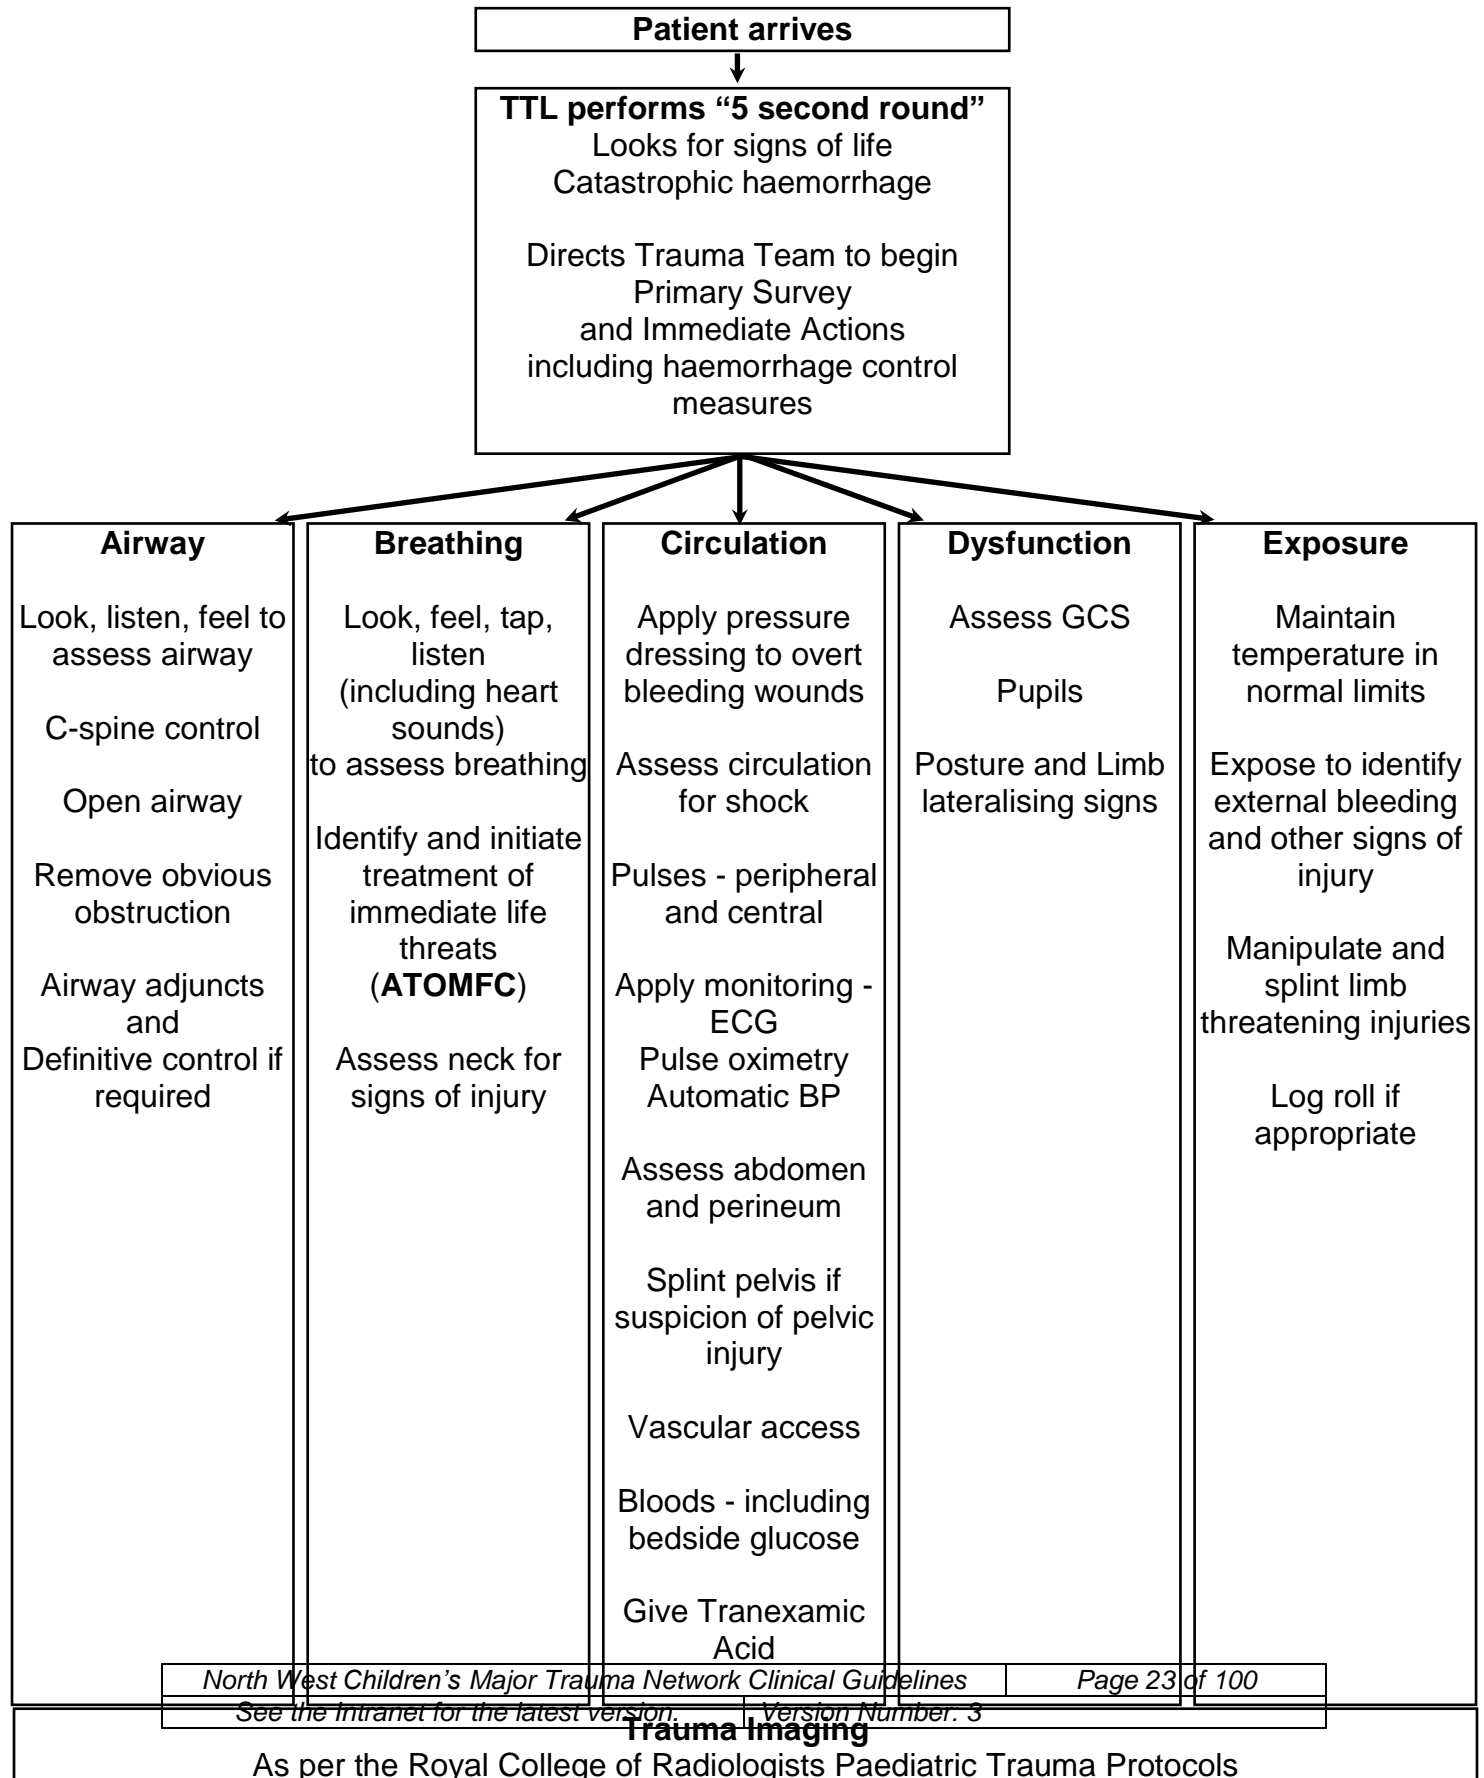 Patient arrives
TTL performs “5 second round”
Looks for signs of life
Catastrophic haemorrhage
Directs Trauma Team to begin
Primary Survey
and Immediate Actions
including haemorrhage control
measures
Airway
Look, listen, feel to
assess airway
C-spine control
Open airway
Remove obvious
obstruction
Airway adjuncts
and
Definitive control if
required
Breathing
Look, feel, tap,
listen
(including heart
sounds)
to assess breathing
Identify and initiate
treatment of
immediate life
threats
(ATOMFC)
Assess neck for
signs of injury
Circulation
Apply pressure
dressing to overt
bleeding wounds
Assess circulation
for shock
Pulses - peripheral
and central
Apply monitoring -
ECG
Pulse oximetry
Automatic BP
Assess abdomen
and perineum
Splint pelvis if
suspicion of pelvic
injury
Vascular access
Bloods - including
bedside glucose
Give Tranexamic
Acid
Dysfunction
Assess GCS
Pupils
Posture and Limb
lateralising signs
Exposure
Maintain
temperature in
normal limits
Expose to identify
external bleeding
and other signs of
injury
Manipulate and
splint limb
threatening injuries
Log roll if
appropriate
North West Children’s Major Trauma Network Clinical Guidelines
Page 23 of 100
See the Intranet for the latest version.
Version Number: 3
Trauma Imaging
As per the Royal College of Radiologists Paediatric Trauma Protocols